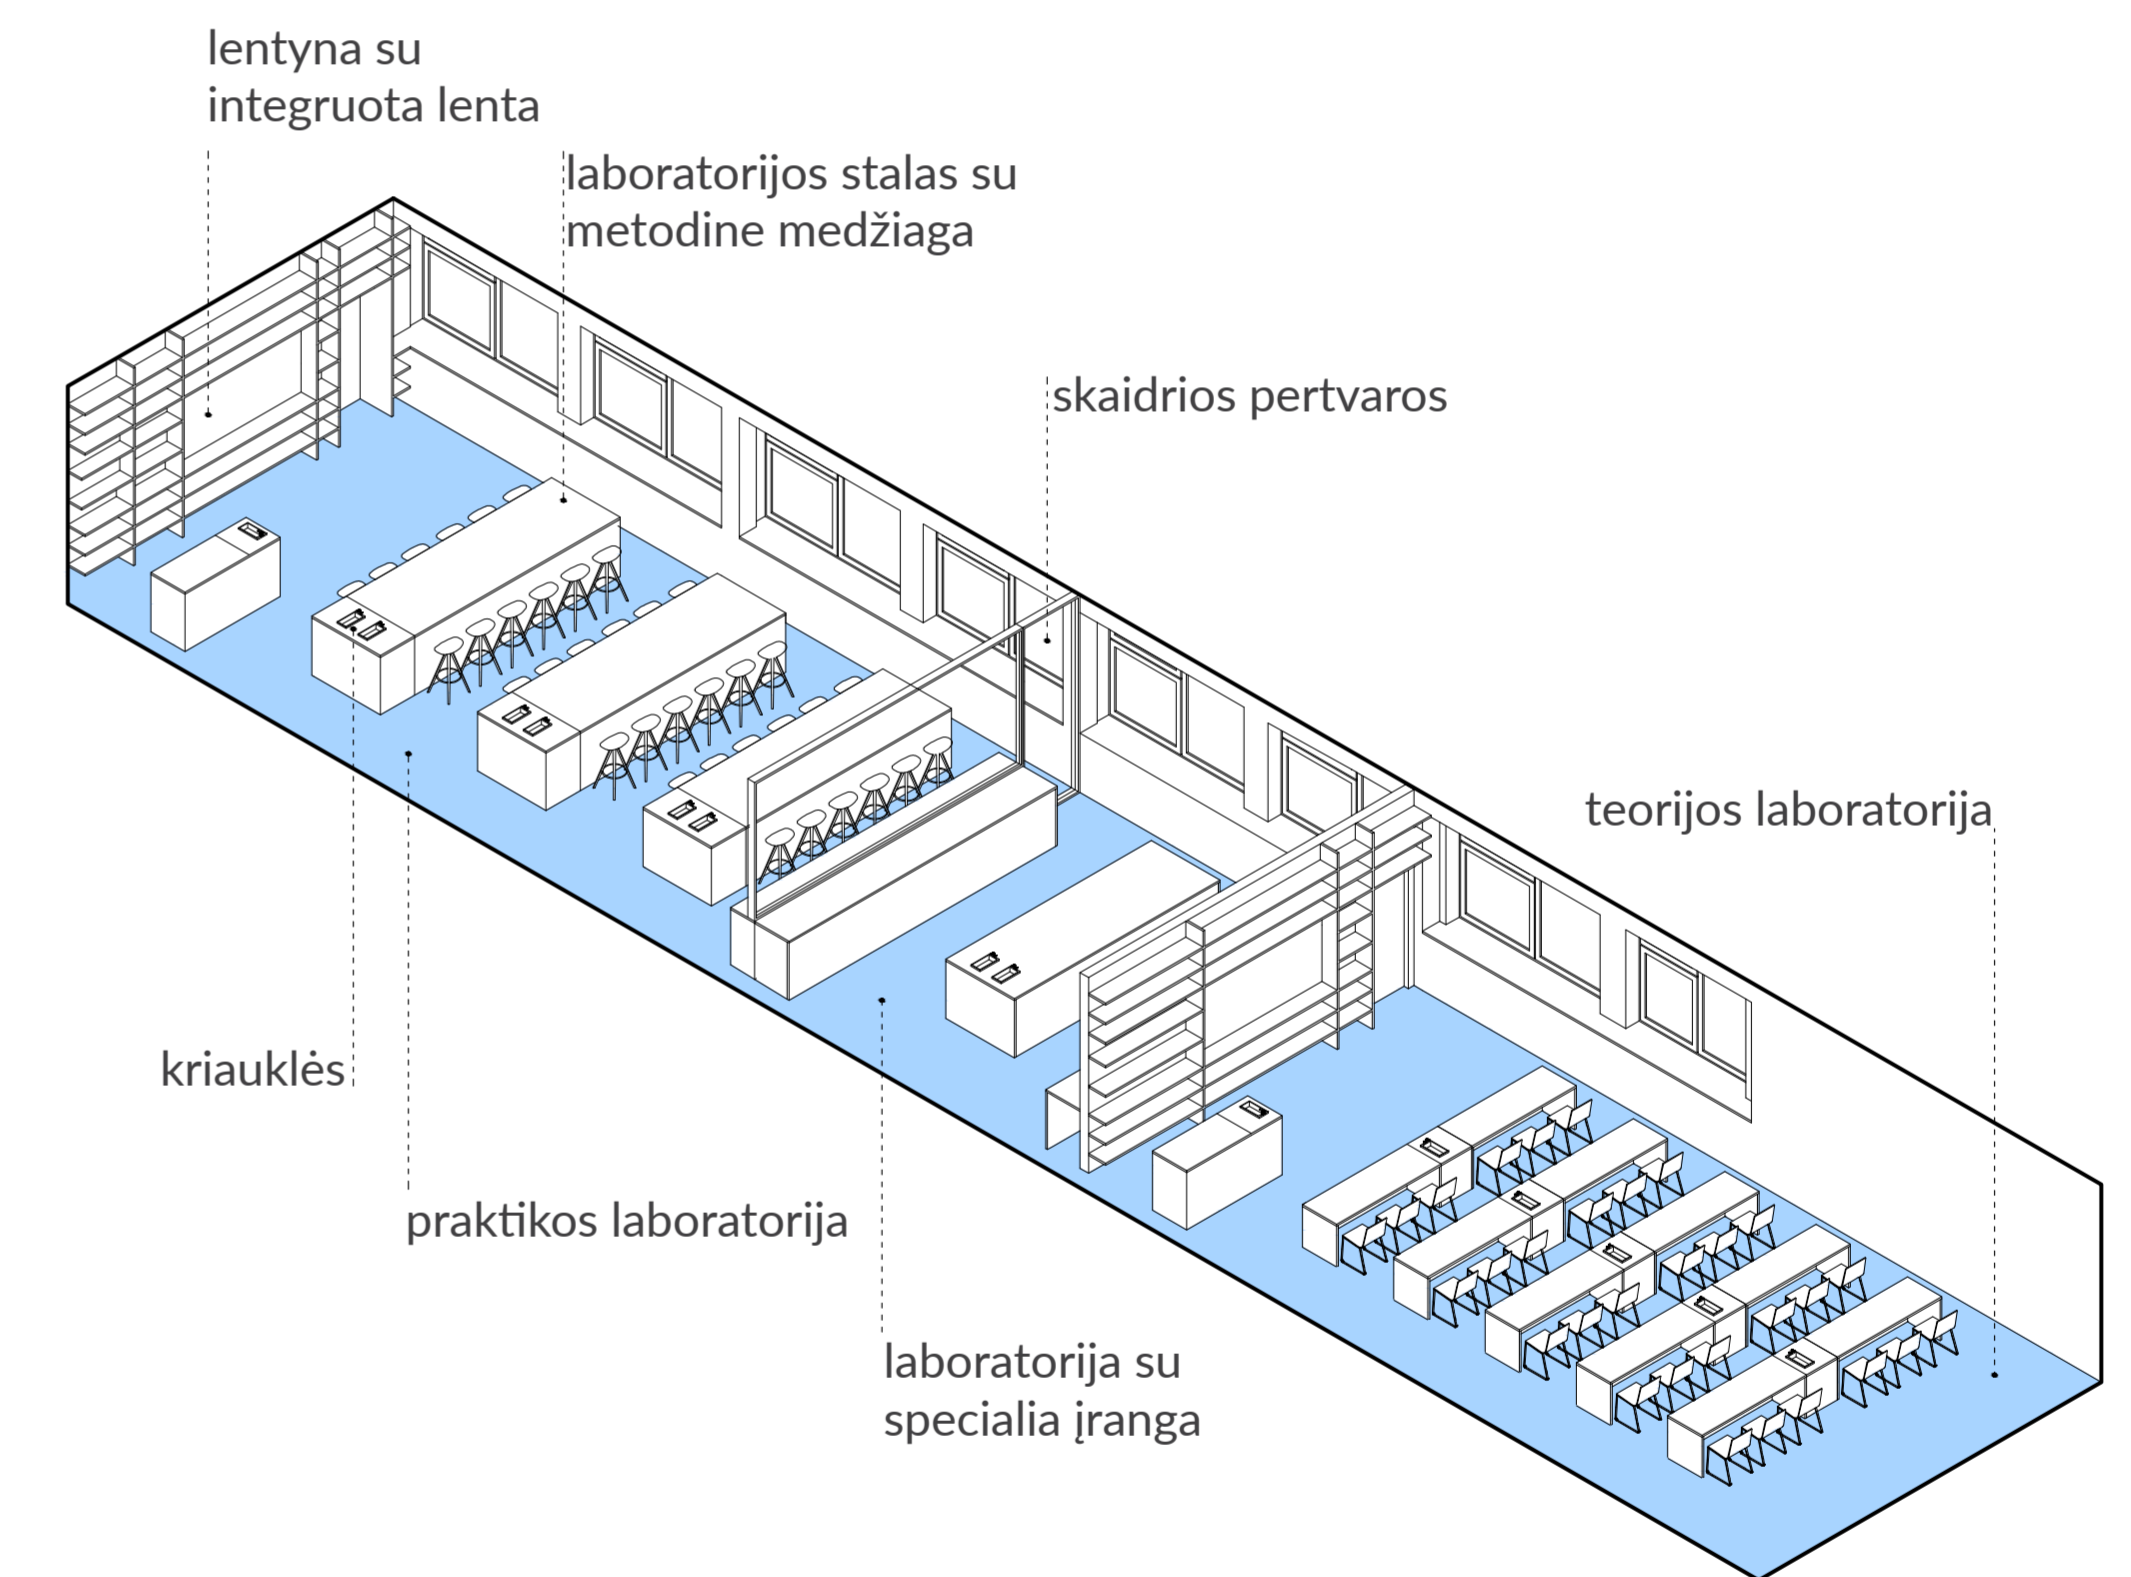 lentyna su
integruota lenta
laboratorijos stalas su
metodine medžiaga
skaidrios pertvaros
teorijos laboratorija
kriauklės
praktikos laboratorija
laboratorija su
specialia įranga